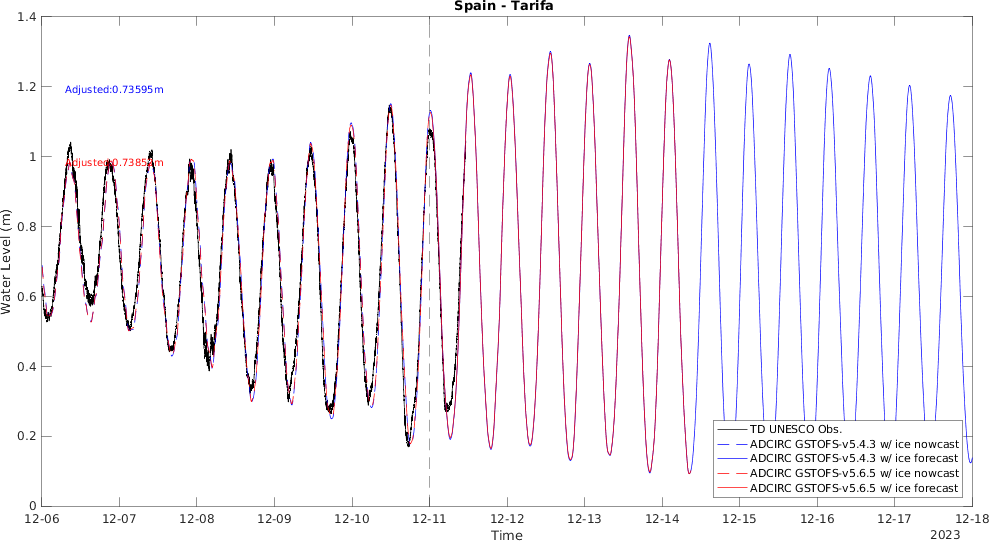 Spain - Tarifa
1.4
1.2
1
0.8
0.6
0.4
0.2
0
Water Level (m)
Adjusted:0.73595m
Adjusted:0.7385
TD UNESCO Obs.
ADCIRC GSTOFS-v5.4.3 w/ ice nowcast
ADCIRC GSTOFS-v5.4.3 w/ ice forecast
ADCIRC GSTOFS-v5.6.5 w/ ice nowcast
ADCIRC GSTOFS-v5.6.5 w/ ice forecast
12-06 12-07 12-08 12-09 12-10 12-11 12-12 12-13 12-14 12-15 12-16 12-17 12-18
Time
2023